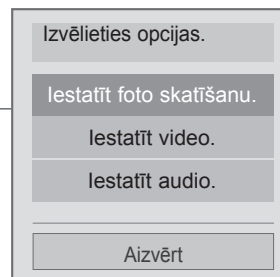 Izvēlieties opcijas.
Iestatīt foto skatīšanu.
Iestatīt video.
Iestatīt audio.
Aizvērt